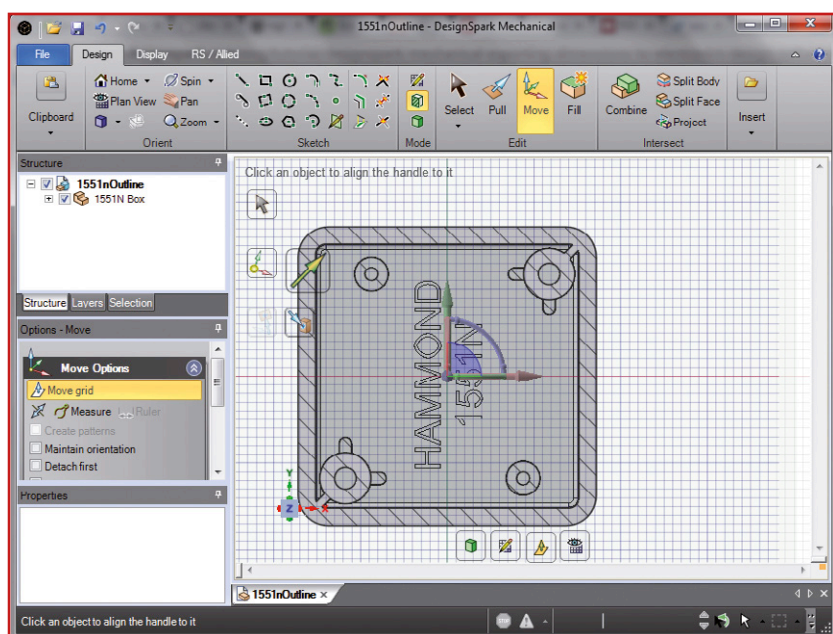 1551nOutline - DesignSpark Mechanical
File Design Display RS / Allied
Clipboard
Home Spin
Plan View Pan
Zoom
Orient
Sketch
Mode
Select Pull Move Fill
Edit
Combine
Split Body
Split Face
Project
Intersect
Insert
Structure
1551nOutline
1551N Box
Structure Layers Selection
Options - Move
Move Options
Move grid
Measure Ruler
Create patterns
Maintain orientation
Detach first
Properties
Click an object to align the handle to it
HAMMOND
1551N
Y
Z X
1551nOutline
Click an object to align the handle to it